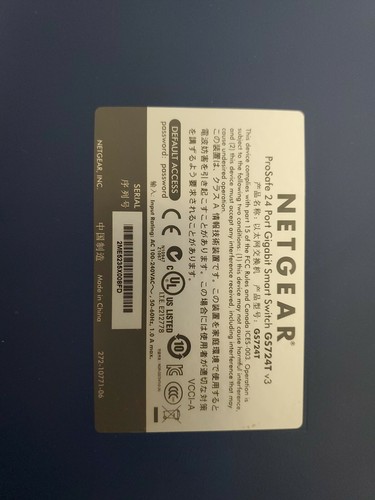 NETGEAR®
ProSafe 24 Port Gigabit Smart Switch GS724T v3
产品名称: 以太网交换机 产品型号: GS724T
This device complies with part 15 of the FCC Rules and Canada ICES-003. Operation is
subject to the following two conditions: (1) this device may not cause harmful interference,
and (2) this device must accept any interference received, including interference that may
cause undesired operation.
この装置は、クラスA 情報技術装置です。この装置を家庭環境で使用すると
電波妨害を引き起こすことがあります。この場合には使用者が適切な対策
を講ずるよう要求されることがあります。
DEFAULT ACCESS
password: password
输入: Input Rating: AC 100-240VAC~, 50-60Hz, 1.0A max.
CE
C UL US LISTED
I.T.E. E212778
10
VCCI-A
SERIAL
序列号
2ME5235X00BFD
NETGEAR, INC.
中国制造 Made in China
272-10771-06